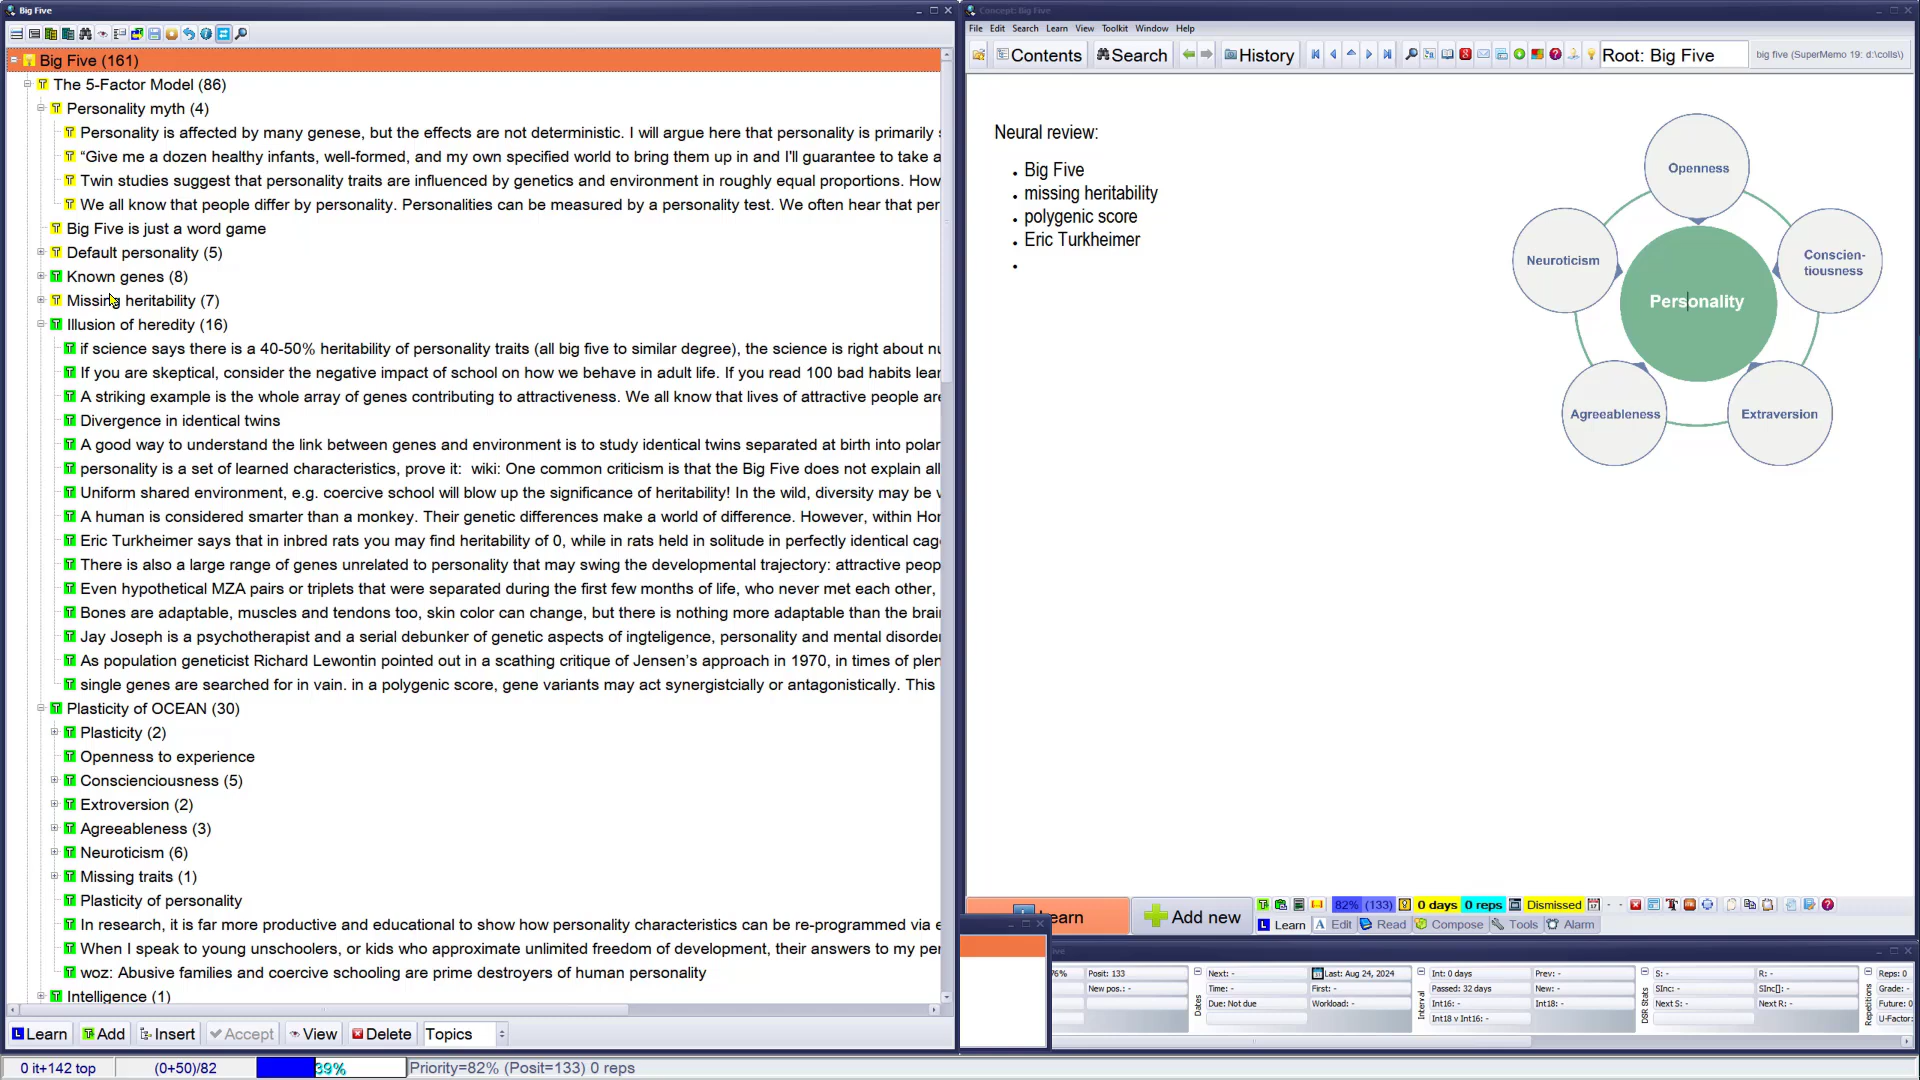 Big Five
Big Five (161)
The 5-Factor Model (86)
Personality myth (4)
Personality is affected by many genese, but the effects are not deterministic. I will argue here that personality is primarily
“Give me a dozen healthy infants, well-formed, and my own specified world to bring them up in and I'll guarantee to take a
Twin studies suggest that personality traits are influenced by genetics and environment in roughly equal proportions. How
We all know that people differ by personality. Personalities can be measured by a personality test. We often hear that per
Big Five is just a word game
Default personality (5)
Known genes (8)
Missing heritability (7)
Illusion of heredity (16)
if science says there is a 40-50% heritability of personality traits (all big five to similar degree), the science is right about nu
If you are skeptical, consider the negative impact of school on how we behave in adult life. If you read 100 bad habits lear
A striking example is the whole array of genes contributing to attractiveness. We all know that lives of attractive people are
Divergence in identical twins
A good way to understand the link between genes and environment is to study identical twins separated at birth into polar
personality is a set of learned characteristics, prove it: wiki: One common criticism is that the Big Five does not explain all
Uniform shared environment, e.g. coercive school will blow up the significance of heritability! In the wild, diversity may be v
A human is considered smarter than a monkey. Their genetic differences make a world of difference. However, within Hor
Eric Turkheimer says that in inbred rats you may find heritability of 0, while in rats held in solitude in perfectly identical cag
There is also a large range of genes unrelated to personality that may swing the developmental trajectory: attractive peop
Even hypothetical MZA pairs or triplets that were separated during the first few months of life, who never met each other,
Bones are adaptable, muscles and tendons too, skin color can change, but there is nothing more adaptable than the brair
Jay Joseph is a psychotherapist and a serial debunker of genetic aspects of ingteligence, personality and mental disorde
As population geneticist Richard Lewontin pointed out in a scathing critique of Jensen's approach in 1970, in times of plen
single genes are searched for in vain. in a polygenic score, gene variants may act synergistcially or antagonistically. This
Plasticity of OCEAN (30)
Plasticity (2)
Openness to experience
Conscienciousness (5)
Extroversion (2)
Agreeableness (3)
Neuroticism (6)
Missing traits (1)
Plasticity of personality
In research, it is far more productive and educational to show how personality characteristics can be re-programmed via e
When I speak to young unschoolers, or kids who approximate unlimited freedom of development, their answers to my per
woz: Abusive families and coercive schooling are prime destroyers of human personality
Intelligence (1)
Learn Add Insert Accept View Delete Topics
0 it+142 top (0+50)/82 39% Priority=82% (Posit=133) 0 reps
Concept: Big Five
File Edit Search Learn View Toolkit Window Help
Contents Search History Root: Big Five big five (SuperMemo 19: d:\colls\)
Neural review:
Big Five
missing heritability
polygenic score
Eric Turkheimer
Openness
Conscien-
tiousness
Neuroticism
Personality
Agreeableness
Extraversion
earn Add new 82% (133) 0 days 0 reps Dismissed
Learn Edit Read Compose Tools Alarm
76% Posit: 133 Next: - Last: Aug 24, 2024 Int: 0 days Prev: - S: - R: - Reps: 0
New pos.: - Time: - First: - Passed: 32 days New: - SInc: - SInc[]: - Grade: -
Dates Due: Not due Workload: - Interval Int16: - Int18: - DSR Stats Next S: - Next R: - Repetitions Future: 0
Int18 v Int16: - U-Factor: